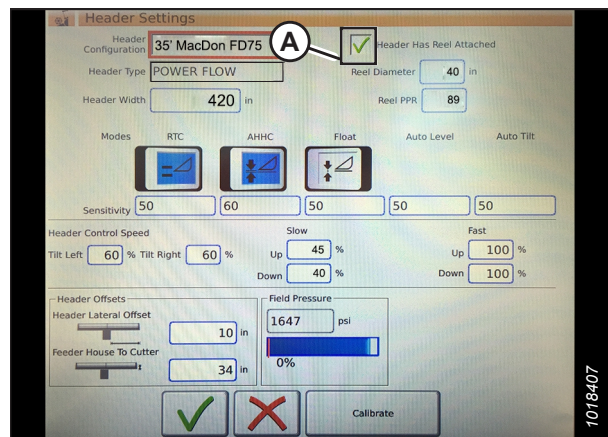 Header Settings
Header Configuration
35' MacDon FD75
A
Header Has Reel Attached
Header Type
POWER FLOW
Reel Diameter
40 in
Header Width
420 in
Reel PPR
89
Modes RTC AHHC Float Auto Level Auto Tilt
Sensitivity 50 60 50 50 50
Header Control Speed
Slow
Fast
Tilt Left 60 % Tilt Right 60 %
Up 45 %
Up 100 %
Down 40 %
Down 100 %
Header Offsets
Header Lateral Offset
10 in
Feeder House To Cutter
34 in
Field Pressure
1647 psi
0%
Calibrate
1018407